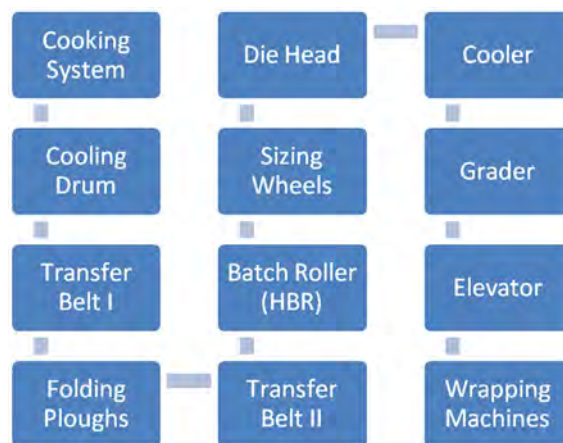 Cooking
System
Cooling
Drum
Transfer
Belt I
Folding
Ploughs
Transfer
Belt II
Batch Roller
(HBR)
Sizing
Wheels
Die Head
Cooler
Grader
Elevator
Wrapping
Machines